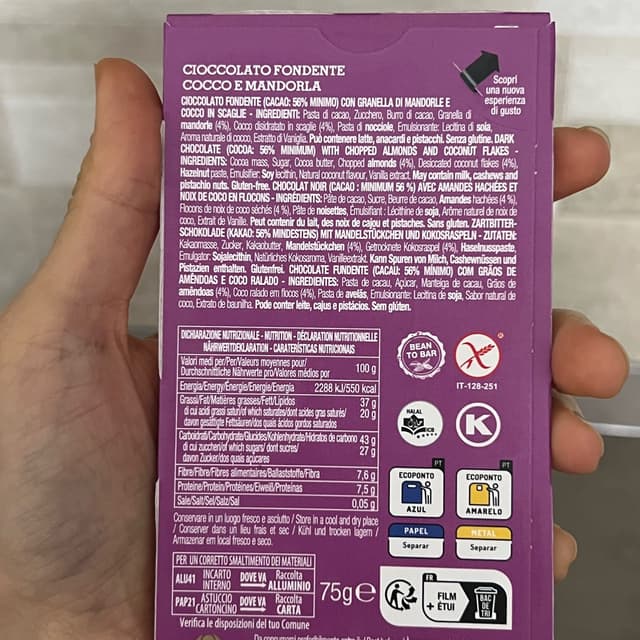 CIOCCOLATO FONDENTE
COCCO E MANDORLA
Scopri
una nuova
esperienza
di gusto
CIOCCOLATO FONDENTE (CACAO: 56% MINIMO) CON GRANELLA DI MANDORLE E
COCCO IN SCAGLIE - INGREDIENTI: Pasta di cacao, Zucchero, Burro di cacao, Granella di
mandorle (4%), Cocco disidratato in scaglie (4%), Pasta di nocciole, Emulsionante: Lecitina di soia,
Aroma naturale di cocco, Estratto di Vaniglia. Può contenere latte, anacardi e pistacchi. Senza glutine. DARK
CHOCOLATE (COCOA: 56% MINIMUM) WITH CHOPPED ALMONDS AND COCONUT FLAKES -
INGREDIENTS: Cocoa mass, Sugar, Cocoa butter, Chopped almonds (4%), Desiccated coconut flakes (4%),
Hazelnut paste, Emulsifier: Soy lecithin, Natural coconut flavour, Vanilla extract. May contain milk, cashews and
pistachio nuts. Gluten-free. CHOCOLAT NOIR (CACAO : MINIMUM 56 %) AVEC AMANDES HACHÉES ET
NOIX DE COCO EN FLOCONS - INGRÉDIENTS: Pâte de cacao, Sucre, Beurre de cacao, Amandes hachées (4 %),
Flocons de noix de coco séchés (4 %), Pâte de noisettes, Émulsifiant : Lécithine de soja, Arôme naturel de noix de
coco, Extrait de Vanille. Peut contenir du lait, des noix de cajou et pistaches. Sans gluten. ZARTBITTER-
SCHOKOLADE (KAKAO: 56% MINDESTENS) MIT MANDELSTÜCKCHEN UND KOKOSRASPELN - ZUTATEN:
Kakaomasse, Zucker, Kakaobutter, Mandelstückchen (4%), Getrocknete Kokosraspel (4%), Haselnusspaste,
Emulgator: Sojalecithin, Natürliches Kokosaroma, Vanilleextrakt. Kann Spuren von Milch, Cashewnüssen und
Pistazien enthalten. Glutenfrei. CHOCOLATE FUNDENTE (CACAU: 56% MÍNIMO) COM GRÃOS DE
AMÊNDOAS E COCO RALADO - INGREDIENTES: Pasta de cacau, Açúcar, Manteiga de cacau, Grãos de
amêndoas (4%), Coco ralado em flocos (4%), Pasta de avelãs, Emulsionante: Lecitina de soja, Sabor natural de
coco, Extrato de baunilha. Pode conter leite, cajus e pistácios. Sem glúten.
DICHIARAZIONE NUTRIZIONALE - NUTRITION - DÉCLARATION NUTRITIONNELLE
NÄHRWERTDEKLARATION - CARATERÍSTICAS NUTRICIONAIS
Valori medi per/Per/Valeurs moyennes pour/
Durchschnittliche Nährwerte pro/Valores médios por 100 g
Energia/Energy/Énergie/Energie/Energia 2288 kJ/550 kcal
Grassi/Fat/Matières grasses/Fett/Lípidos 37 g
di cui acidi grassi saturi/of which saturates/dont acides gras saturés/ 20 g
davon gesättigte Fettsäuren/dos quais ácidos gordos saturados
Carboidrati/Carbohydrate/Glucides/Kohlenhydrate/Hidratos de carbono 43 g
di cui zuccheri/of which sugars/ dont sucres/ 27 g
davon Zucker/dos quais açúcares
Fibre/Fibre/Fibres alimentaires/Ballaststoffe/Fibra 7,6 g
Proteine/Protein/Protéines/Eiweiß/Proteínas 7,5 g
Sale/Salt/Sel/Salz/Sal 0,05 g
Conservare in un luogo fresco e asciutto / Store in a cool and dry place
/ Conserver dans un lieu frais et sec / Kühl und trocken lagern /
Armazenar em local fresco e seco.
BEAN
TO BAR
IT-128-251
HALAL
K
PT
ECOPONTO
AZUL
PAPEL
Separar
PT
ECOPONTO
AMARELO
METAL
Separar
PER UN CORRETTO SMALTIMENTO DEI MATERIALI
ALU41 INCARTO INTERNO DOVE VA Raccolta ALLUMINIO
PAP21 ASTUCCIO CARTONCINO DOVE VA Raccolta CARTA
Verifica le disposizioni del tuo Comune
75g e
FR
FILM
+ ÉTUI
BAC
DE
TRI